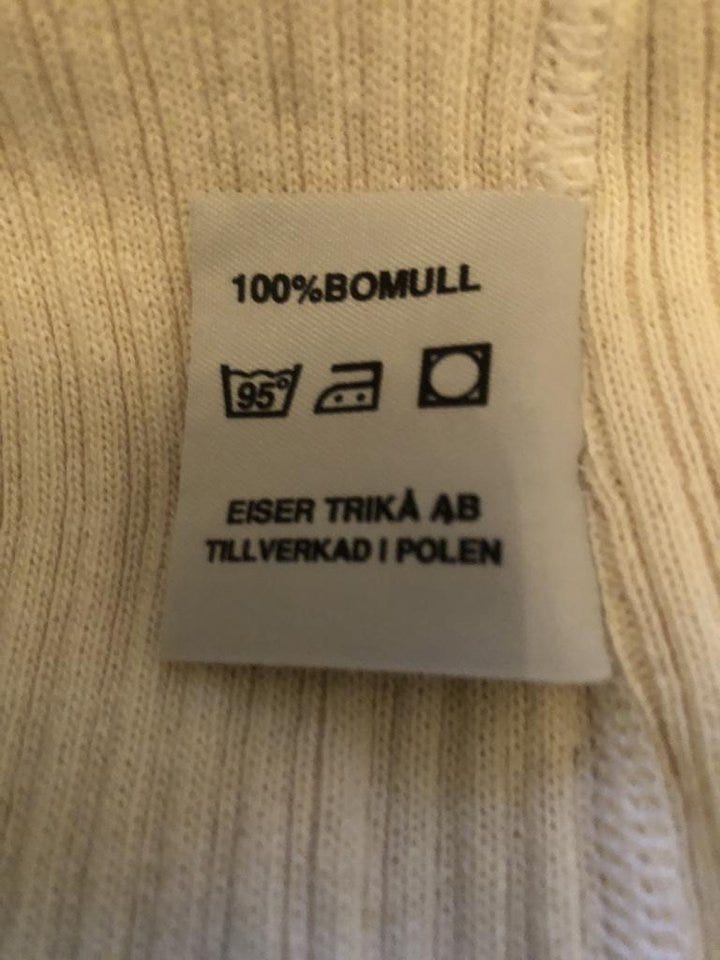 100%BOMULL
95°
EISER TRIKÅ AB
TILLVERKAD I POLEN